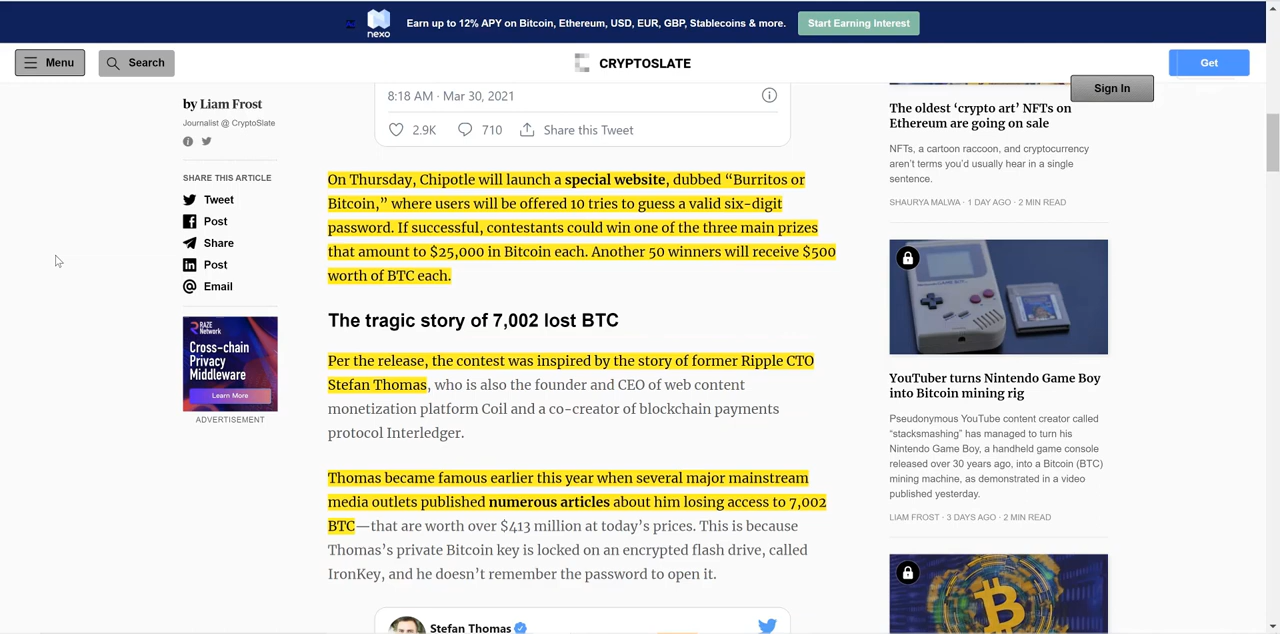 nexo
Earn up to 12% APY on Bitcoin, Ethereum, USD, EUR, GBP, Stablecoins & more.
Start Earning Interest
Menu
Search
CRYPTOSLATE
Get
Sign In
by Liam Frost
Journalist @ CryptoSlate
SHARE THIS ARTICLE
Tweet
Post
Share
Post
Email
RAZE
Network
Cross-chain
Privacy
Middleware
Learn More
ADVERTISEMENT
8:18 AM · Mar 30, 2021
2.9K
710
Share this Tweet
On Thursday, Chipotle will launch a special website, dubbed “Burritos or
Bitcoin,” where users will be offered 10 tries to guess a valid six-digit
password. If successful, contestants could win one of the three main prizes
that amount to $25,000 in Bitcoin each. Another 50 winners will receive $500
worth of BTC each.
The tragic story of 7,002 lost BTC
Per the release, the contest was inspired by the story of former Ripple CTO
Stefan Thomas, who is also the founder and CEO of web content
monetization platform Coil and a co-creator of blockchain payments
protocol Interledger.
Thomas became famous earlier this year when several major mainstream
media outlets published numerous articles about him losing access to 7,002
BTC—that are worth over $413 million at today’s prices. This is because
Thomas’s private Bitcoin key is locked on an encrypted flash drive, called
IronKey, and he doesn’t remember the password to open it.
Stefan Thomas
The oldest ‘crypto art’ NFTs on
Ethereum are going on sale
NFTs, a cartoon raccoon, and cryptocurrency
aren’t terms you’d usually hear in a single
sentence.
SHAURYA MALWA · 1 DAY AGO · 2 MIN READ
YouTuber turns Nintendo Game Boy
into Bitcoin mining rig
Pseudonymous YouTube content creator called
“stacksmashing” has managed to turn his
Nintendo Game Boy, a handheld game console
released over 30 years ago, into a Bitcoin (BTC)
mining machine, as demonstrated in a video
published yesterday.
LIAM FROST · 3 DAYS AGO · 2 MIN READ